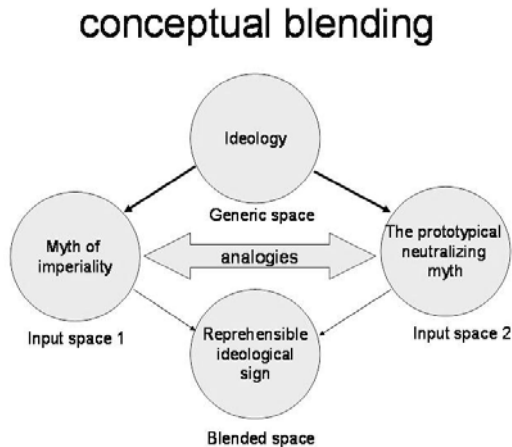 conceptual blending
Ideology
Generic space
Myth of
imperiality
analogies
The prototypical
neutralizing
myth
Input space 1
Reprehensible
ideological
sign
Input space 2
Blended space